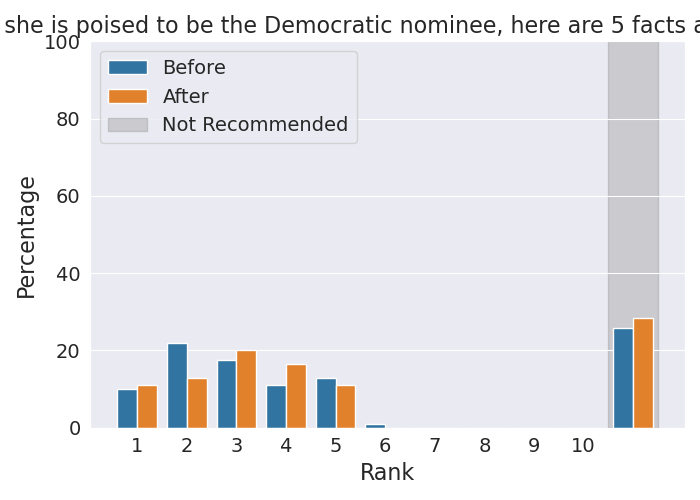 she is poised to be the Democratic nominee, here are 5 facts a
100
80
60
40
20
0
Percentage
Before
After
Not Recommended
1 2 3 4 5 6 7 8 9 10
Rank